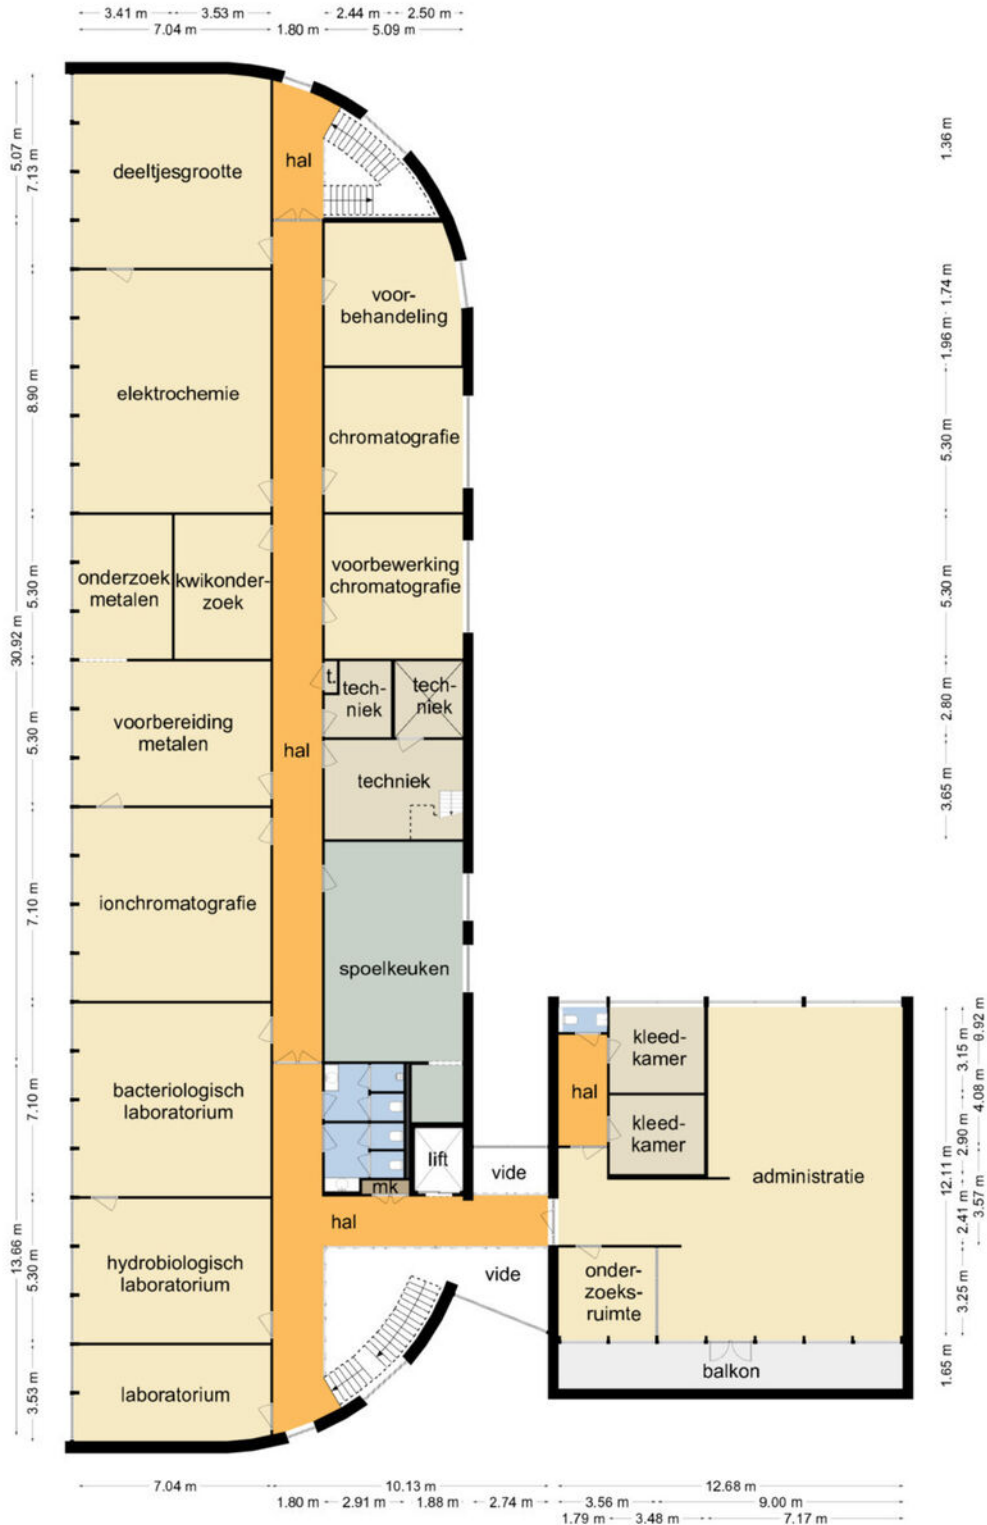 3.41 m
3.53 m
2.44 m
2.50 m
7.04 m
1.80 m
5.09 m
5.07 m
7.13 m
1.36 m
hal
deeltjesgrootte
1.74 m
1.96 m
voor-
behandeling
8.90 m
elektrochemie
chromatografie
5.30 m
onderzoek
metalen
kwikonder-
zoek
voorbewerking
chromatografie
5.30 m
5.30 m
30.92 m
t.
tech-
niek
tech-
niek
2.80 m
voorbereiding
metalen
5.30 m
hal
techniek
3.65 m
ionchromatografie
7.10 m
spoelkeuken
kleed-
kamer
0.92 m
3.15 m
hal
4.08 m
bacteriologisch
laboratorium
7.10 m
kleed-
kamer
2.90 m
lift
vide
administratie
12.11 m
mk
hal
2.41 m
3.57 m
13.66 m
hydrobiologisch
laboratorium
5.30 m
vide
onder-
zoeks-
ruimte
3.25 m
balkon
1.65 m
laboratorium
3.53 m
7.04 m
10.13 m
12.68 m
1.80 m
2.91 m
1.88 m
2.74 m
3.56 m
9.00 m
1.79 m
3.48 m
7.17 m